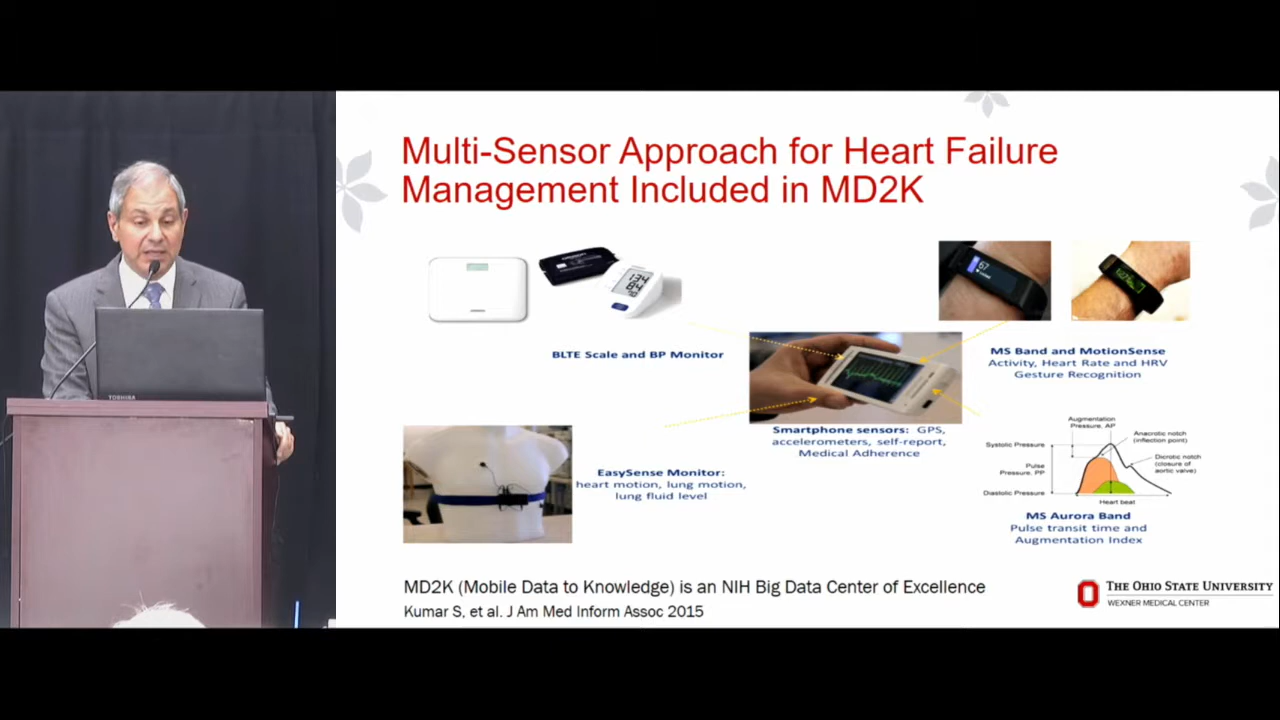 Multi-Sensor Approach for Heart Failure
Management Included in MD2K
BLTE Scale and BP Monitor
67
MS Band and MotionSense
Activity, Heart Rate and HRV
Gesture Recognition
Smartphone sensors: GPS,
accelerometers, self-report,
Medical Adherence
EasySense Monitor:
heart motion, lung motion,
lung fluid level
Augmentation
Pressure, AP
Systolic Pressure
Anacrotic notch
(inflection point)
Pulse
Pressure, PP
Dicrotic notch
(closure of
aortic valve)
Diastolic Pressure
Heart beat
MS Aurora Band
Pulse transit time and
Augmentation Index
MD2K (Mobile Data to Knowledge) is an NIH Big Data Center of Excellence
Kumar S, et al. J Am Med Inform Assoc 2015
THE OHIO STATE UNIVERSITY
WEXNER MEDICAL CENTER
TOSHIBA